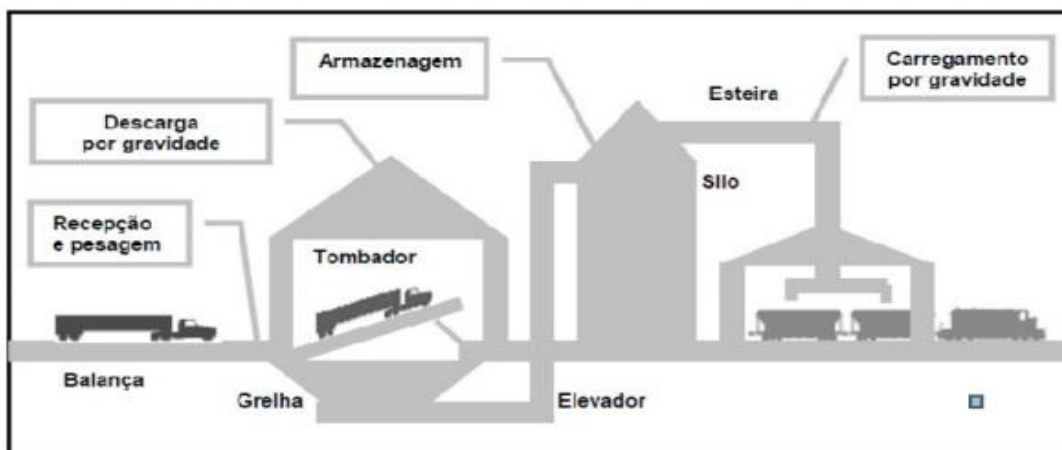 Armazenagem
Carregamento
por gravidade
Esteira
Descarga
por gravidade
Silo
Recepção
e pesagem
Tombador
Balança
Grelha
Elevador